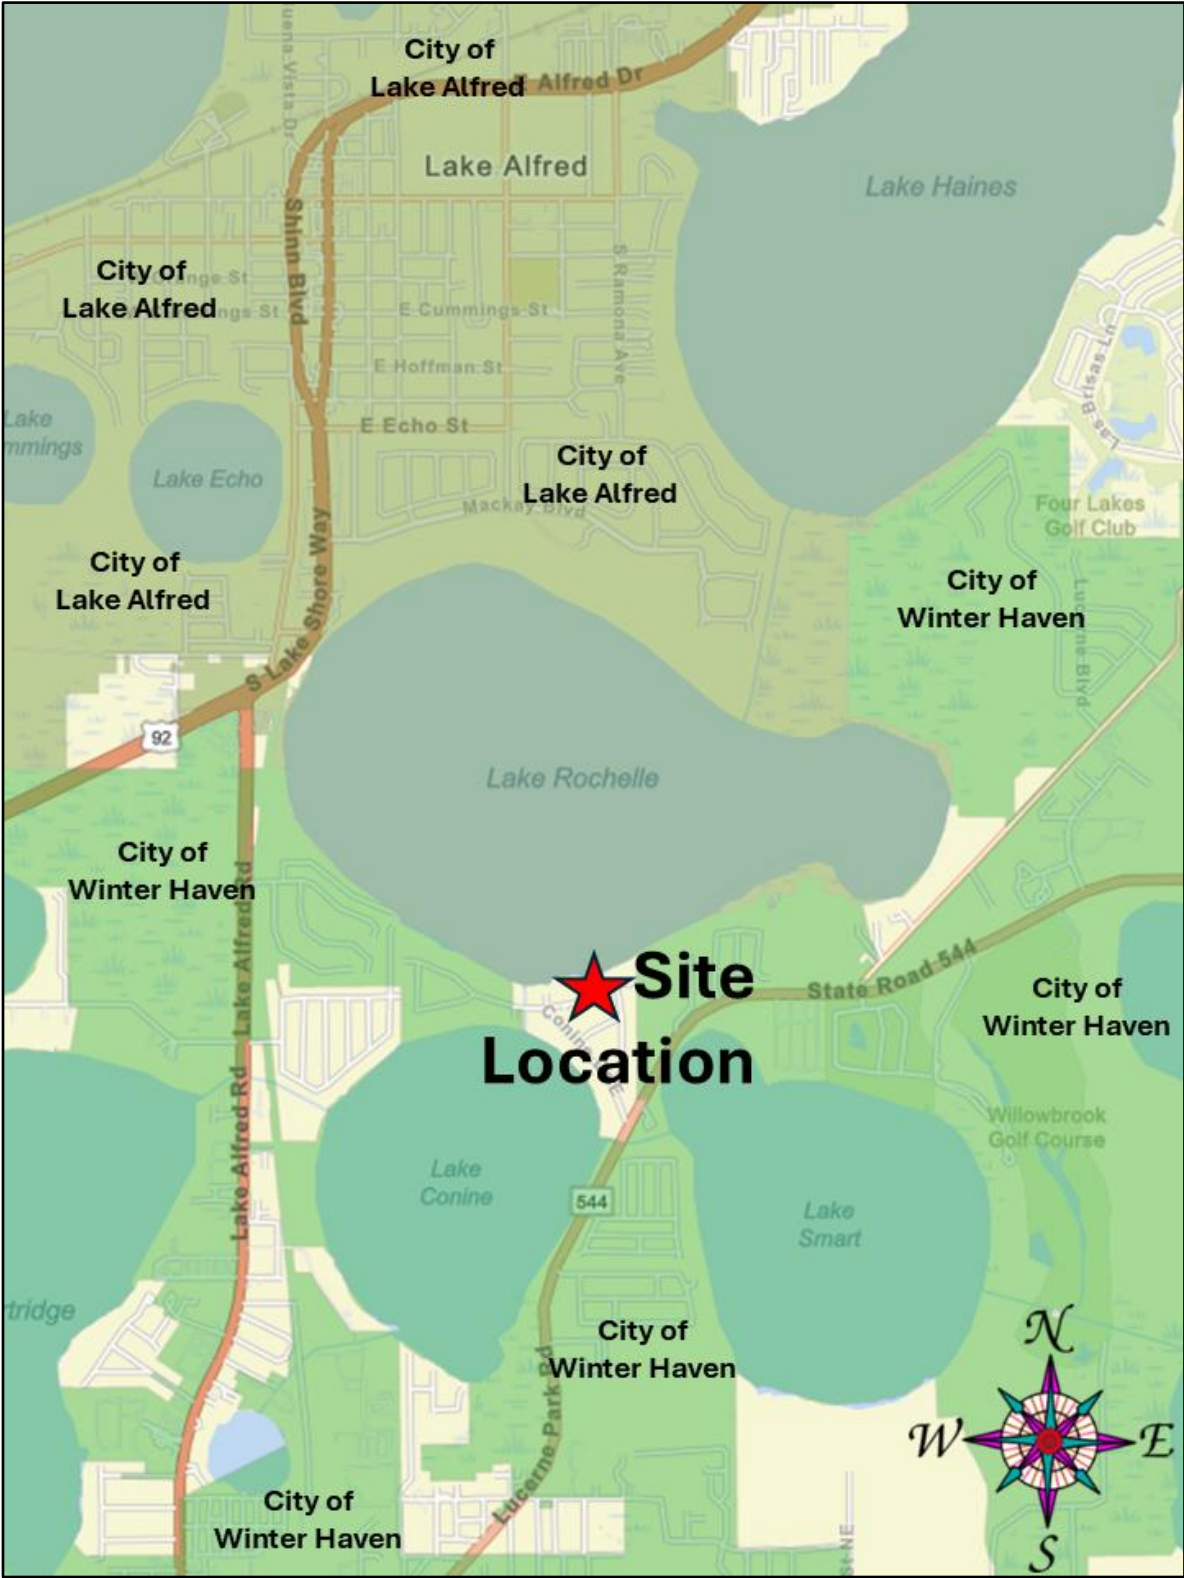 City of
Lake Alfred
E Alfred Dr
Lake Alfred
Lake Haines
Shinn Blvd
City of
Lake Alfred
S Ramona Ave
E Cummings St
E Hoffman St
Las Brisas Ln
E Echo St
Lake
Lake Echo
City of
Lake Alfred
Mackay Blvd
Four Lakes
Golf Club
City of
Lake Alfred
City of
Winter Haven
S Lake Shore Way
92
Lake Rochelle
City of
Winter Haven
Lake Alfred Rd
Lake Alfred Rd
Site
Location
State Road 544
City of
Winter Haven
Willowbrook
Golf Course
Lake
Conine
544
Lake
Smart
City of
Winter Haven
Lucerne Park Rd
City of
Winter Haven
N
W
E
S